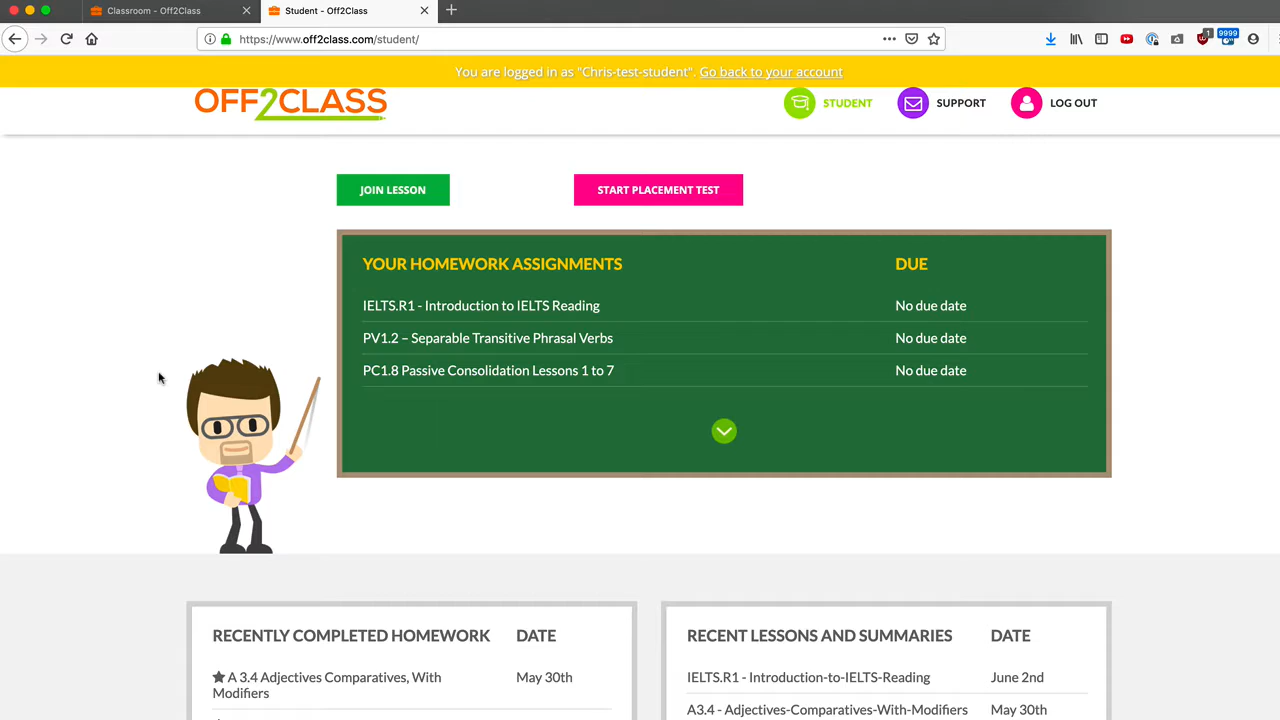 Classroom - Off2Class
Student - Off2Class
https://www.off2class.com/student/
1
9999
You are logged in as "Chris-test-student". Go back to your account
OFF2CLASS
STUDENT
SUPPORT
LOG OUT
JOIN LESSON
START PLACEMENT TEST
YOUR HOMEWORK ASSIGNMENTS DUE
IELTS.R1 - Introduction to IELTS Reading No due date
PV1.2 – Separable Transitive Phrasal Verbs No due date
PC1.8 Passive Consolidation Lessons 1 to 7 No due date
RECENTLY COMPLETED HOMEWORK DATE
A 3.4 Adjectives Comparatives, With May 30th
Modifiers
RECENT LESSONS AND SUMMARIES DATE
IELTS.R1 - Introduction-to-IELTS-Reading June 2nd
A3.4 - Adjectives-Comparatives-With-Modifiers May 30th